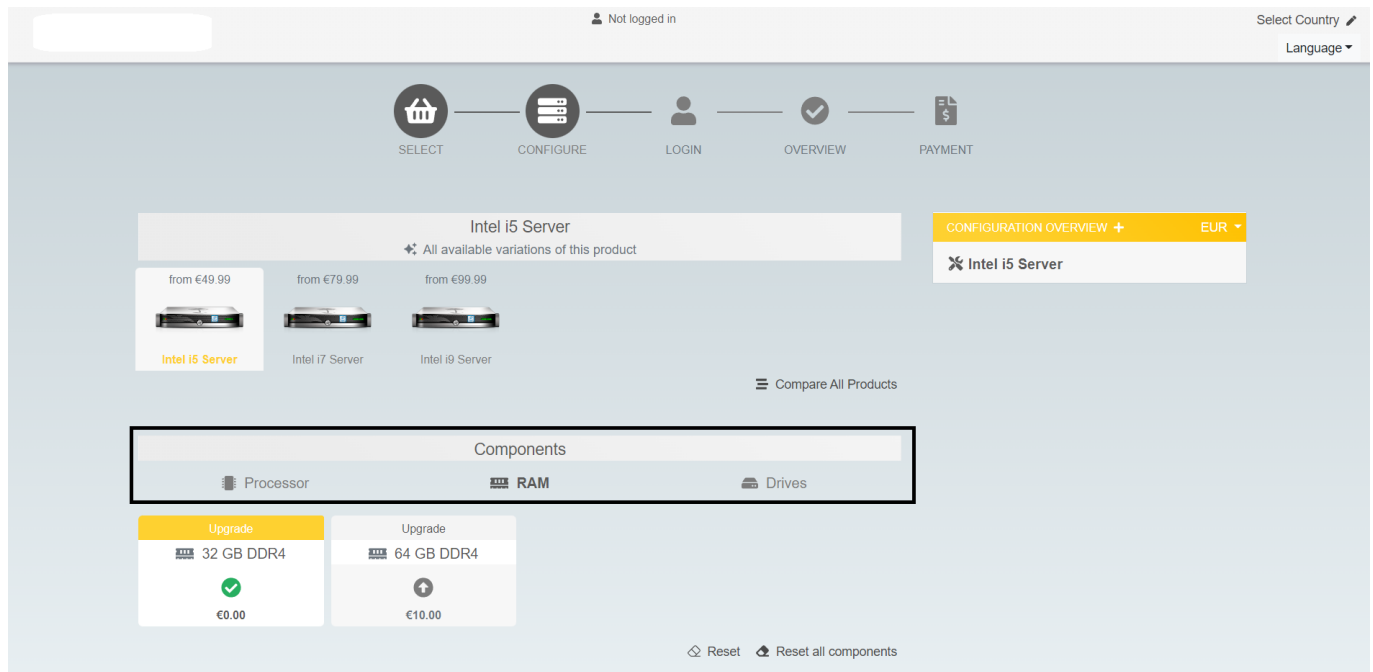 Not logged in
Select Country
Language
SELECT
CONFIGURE
LOGIN
OVERVIEW
PAYMENT
Intel i5 Server
All available variations of this product
from €49.99
from €79.99
from €99.99
Intel i5 Server
Intel i7 Server
Intel i9 Server
Compare All Products
CONFIGURATION OVERVIEW
EUR
Intel i5 Server
Components
Processor
RAM
Drives
Upgrade
32 GB DDR4
€0.00
Upgrade
64 GB DDR4
€10.00
Reset
Reset all components